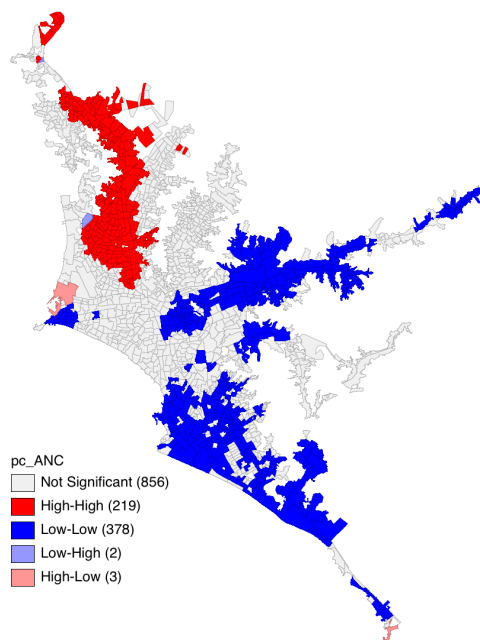 pc_ANC
Not Significant (856)
High-High (219)
Low-Low (378)
Low-High (2)
High-Low (3)